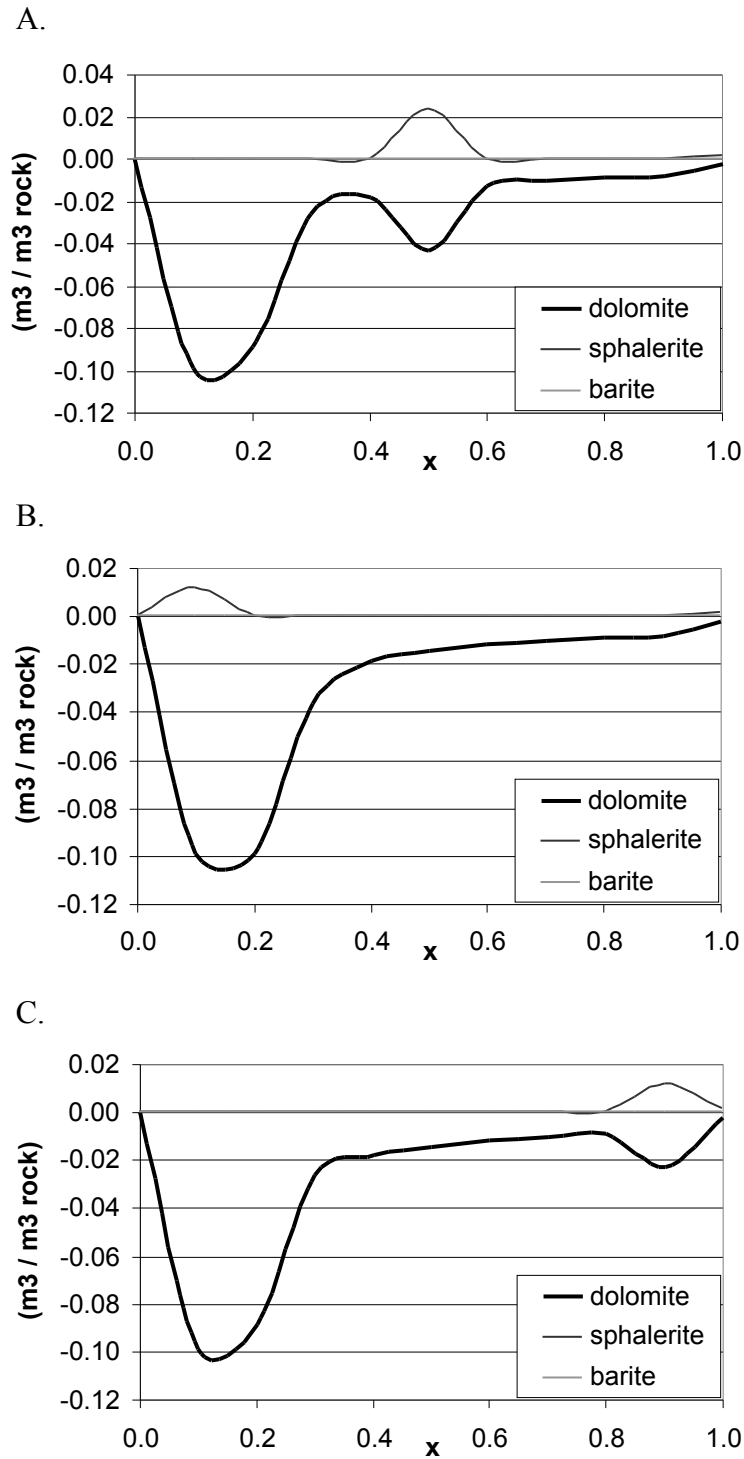 A.
0.04
0.02
0.00
-0.02
-0.04
-0.06
-0.08
-0.10
-0.12
(m3 / m3 rock)
dolomite
sphalerite
barite
0.0 0.2 0.4 0.6 0.8 1.0
x
B.
0.02
0.00
-0.02
-0.04
-0.06
-0.08
-0.10
-0.12
(m3 / m3 rock)
dolomite
sphalerite
barite
0.0 0.2 0.4 0.6 0.8 1.0
x
C.
0.02
0.00
-0.02
-0.04
-0.06
-0.08
-0.10
-0.12
(m3 / m3 rock)
dolomite
sphalerite
barite
0.0 0.2 0.4 0.6 0.8 1.0
x